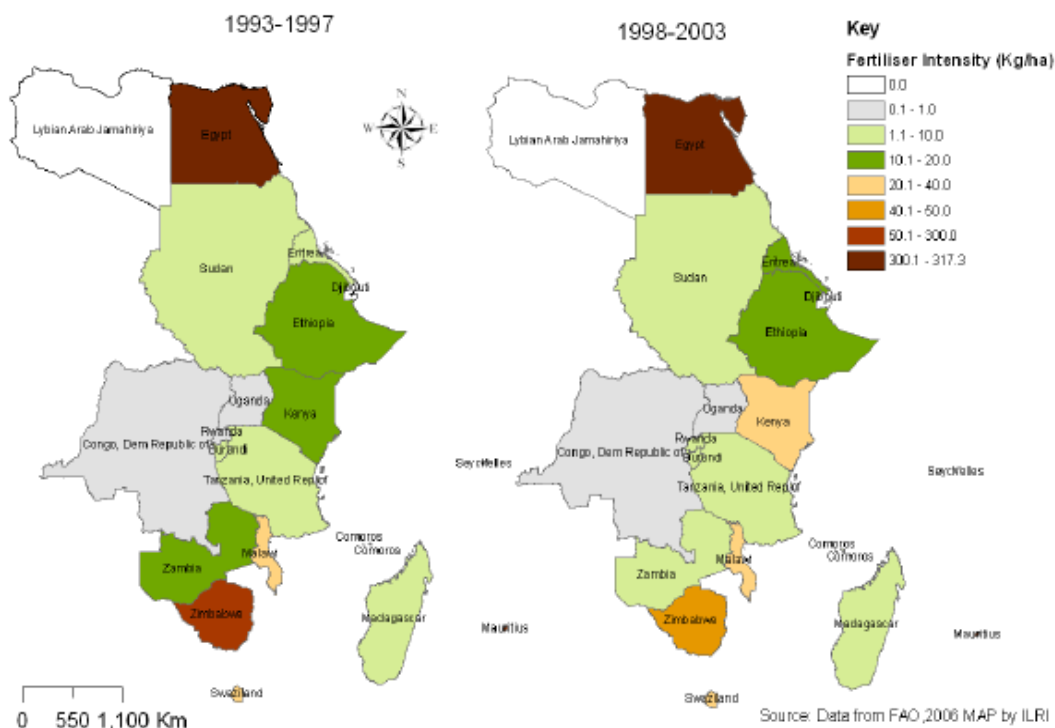 1993-1997
1998-2003
Key
Fertiliser Intensity (Kg/ha)
0.0
0.1 - 1.0
1.1 - 10.0
10.1 - 20.0
20.1 - 40.0
40.1 - 50.0
50.1 - 300.0
300.1 - 317.3
N
W E
S
Lybian Arab Jamahiriya
Egypt
Sudan
Eritrea
Djibouti
Ethiopia
Uganda
Kenya
Rwanda
Congo, Dem Republic of
Burundi
Tanzania, United Rep of
Seychelles
Comoros
Comoros
Malawi
Zambia
Zimbabwe
Madagascar
Mauritius
Swaziland
Lybian Arab Jamahiriya
Egypt
Sudan
Eritrea
Djibouti
Ethiopia
Uganda
Kenya
Rwanda
Congo, Dem Republic of
Burundi
Tanzania, United Rep of
Seychelles
Comoros
Comoros
Malawi
Zambia
Zimbabwe
Madagascar
Mauritius
Swaziland
0 550 1,100 Km
Source: Data from FAO,2006 MAP by ILRI